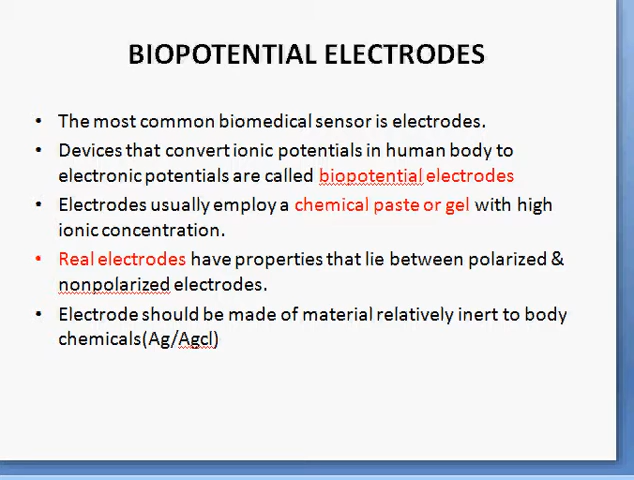 BIOPOTENTIAL ELECTRODES
• The most common biomedical sensor is electrodes.
• Devices that convert ionic potentials in human body to
electronic potentials are called biopotential electrodes
• Electrodes usually employ a chemical paste or gel with high
ionic concentration.
• Real electrodes have properties that lie between polarized &
nonpolarized electrodes.
• Electrode should be made of material relatively inert to body
chemicals(Ag/Agcl)